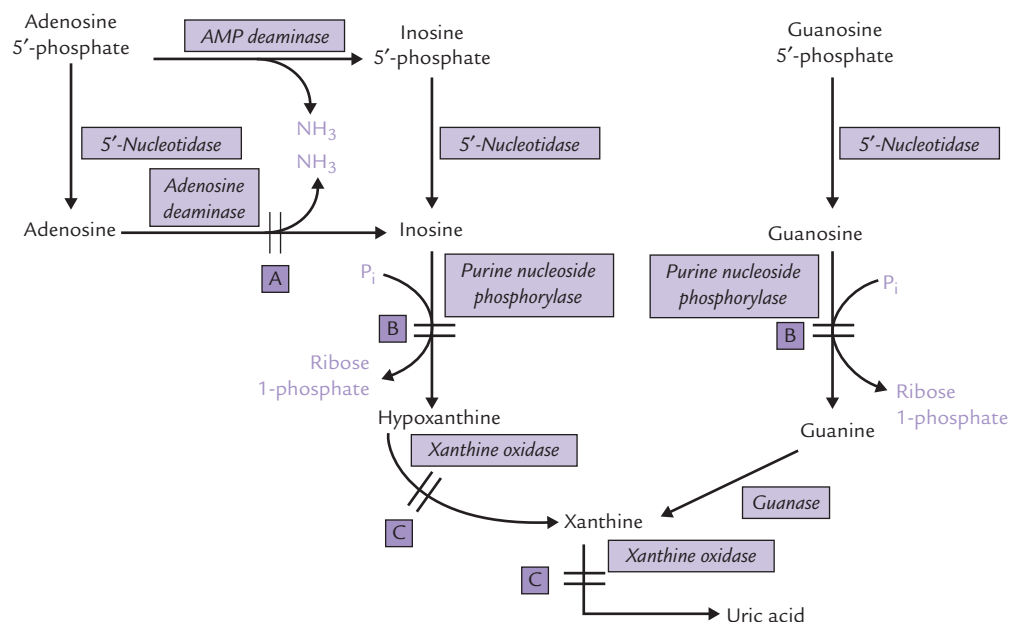 Adenosine
5′-phosphate
AMP deaminase
Inosine
5′-phosphate
Guanosine
5′-phosphate
NH₃
5′-Nucleotidase
5′-Nucleotidase
5′-Nucleotidase
NH₃
Adenosine
deaminase
Adenosine
Inosine
Guanosine
A
Pᵢ
Purine nucleoside
phosphorylase
Purine nucleoside
phosphorylase
Pᵢ
B
B
Ribose
1-phosphate
Ribose
1-phosphate
Hypoxanthine
Guanine
Xanthine oxidase
Guanase
C
Xanthine
Xanthine oxidase
C
Uric acid